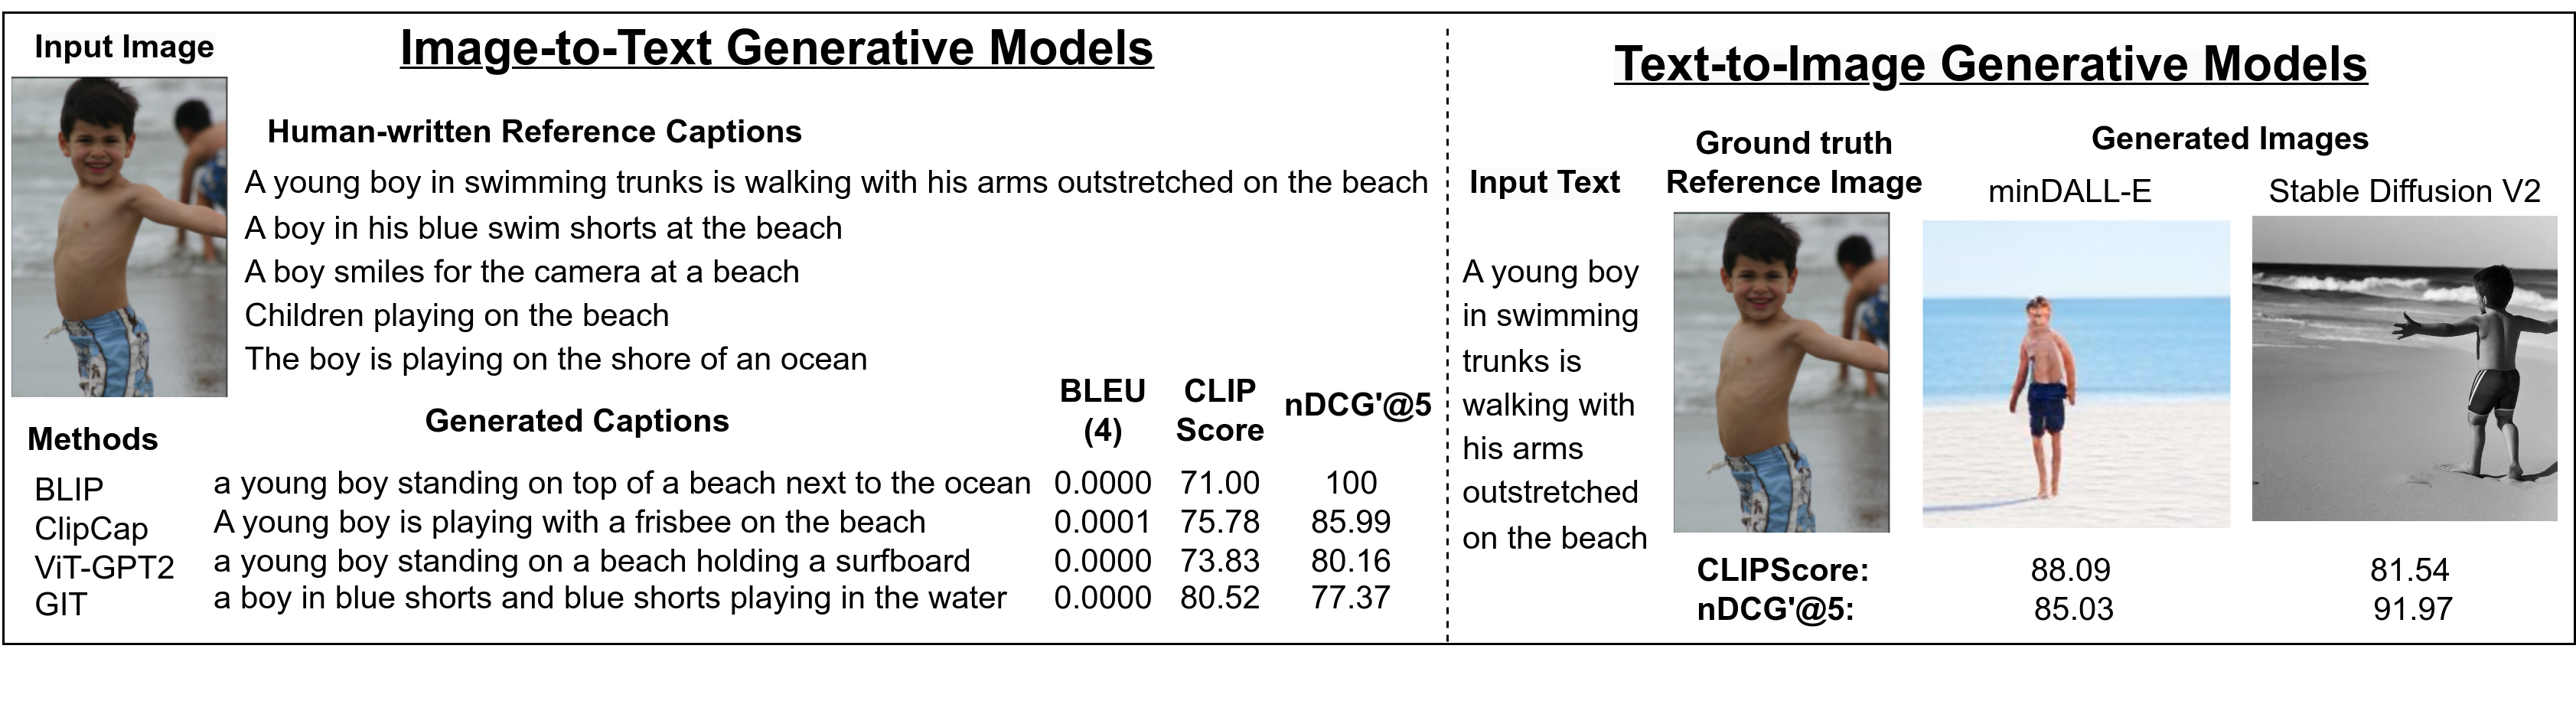 Input Image
Image-to-Text Generative Models
Human-written Reference Captions
A young boy in swimming trunks is walking with his arms outstretched on the beach
A boy in his blue swim shorts at the beach
A boy smiles for the camera at a beach
Children playing on the beach
The boy is playing on the shore of an ocean
Methods
Generated Captions
BLEU
(4)
CLIP
Score
nDCG'@5
BLIP a young boy standing on top of a beach next to the ocean 0.0000 71.00 100
ClipCap A young boy is playing with a frisbee on the beach 0.0001 75.78 85.99
ViT-GPT2 a young boy standing on a beach holding a surfboard 0.0000 73.83 80.16
GIT a boy in blue shorts and blue shorts playing in the water 0.0000 80.52 77.37
Text-to-Image Generative Models
Input Text
Ground truth
Reference Image
Generated Images
minDALL-E
Stable Diffusion V2
A young boy
in swimming
trunks is
walking with
his arms
outstretched
on the beach
CLIPScore: 88.09 81.54
nDCG'@5: 85.03 91.97